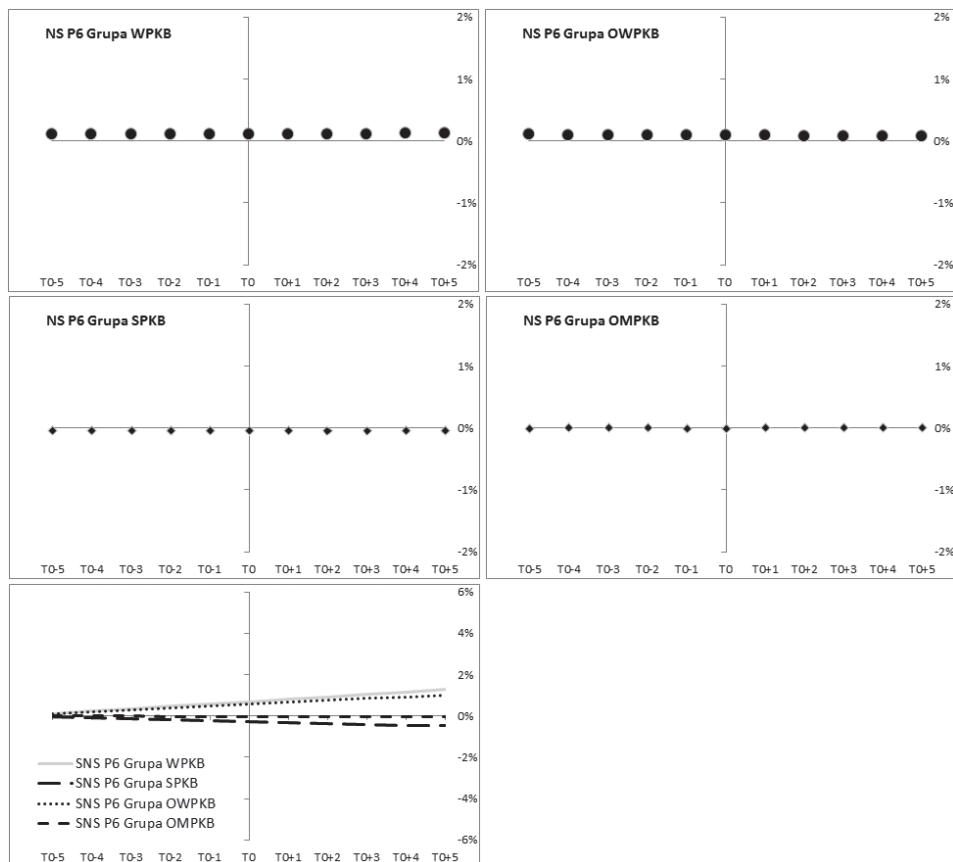 NS P6 Grupa WPKB
2%
1%
0%
-1%
-2%
T0-5 T0-4 T0-3 T0-2 T0-1 T0 T0+1 T0+2 T0+3 T0+4 T0+5
NS P6 Grupa OWPKB
2%
1%
0%
-1%
-2%
T0-5 T0-4 T0-3 T0-2 T0-1 T0 T0+1 T0+2 T0+3 T0+4 T0+5
NS P6 Grupa SPKB
2%
1%
0%
-1%
-2%
T0-5 T0-4 T0-3 T0-2 T0-1 T0 T0+1 T0+2 T0+3 T0+4 T0+5
NS P6 Grupa OMPKB
2%
1%
0%
-1%
-2%
T0-5 T0-4 T0-3 T0-2 T0-1 T0 T0+1 T0+2 T0+3 T0+4 T0+5
6%
4%
2%
0%
-2%
-4%
-6%
SNS P6 Grupa WPKB
SNS P6 Grupa SPKB
SNS P6 Grupa OWPKB
SNS P6 Grupa OMPKB
T0-5 T0-4 T0-3 T0-2 T0-1 T0 T0+1 T0+2 T0+3 T0+4 T0+5